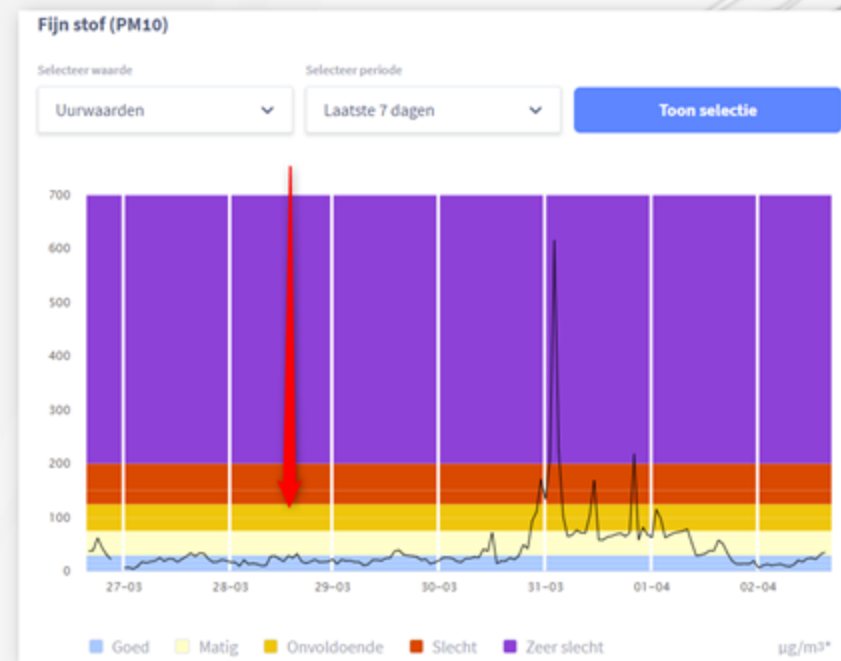 Fijn stof (PM10)
Selecteer waarde Selecteer periode
Uurwaarden Laatste 7 dagen Toon selectie
700
600
500
400
300
200
100
0
27-03 28-03 29-03 30-03 31-03 01-04 02-04
Goed Matig Onvoldoende Slecht Zeer slecht µg/m³*